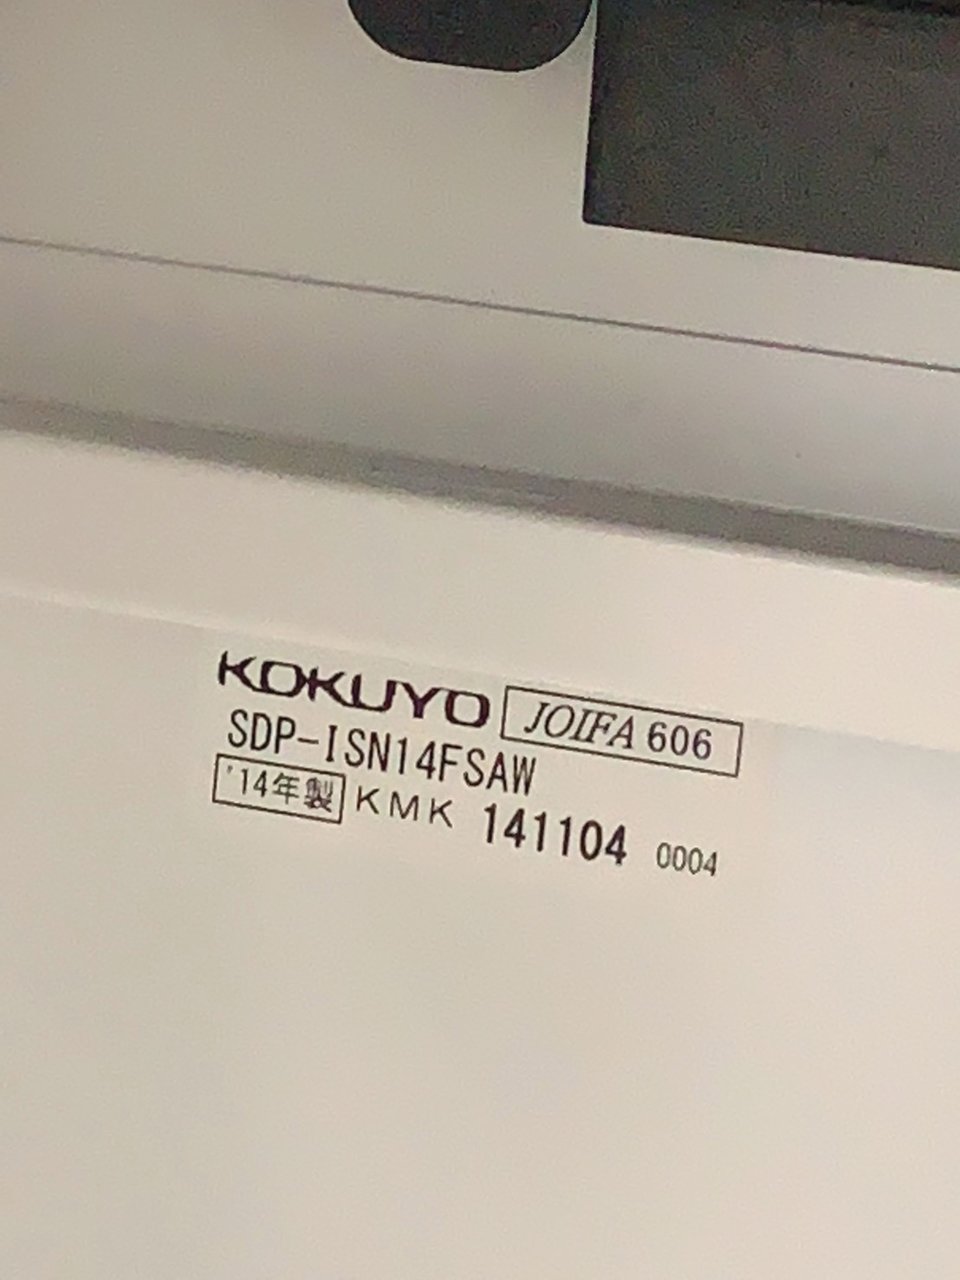 KOKUYO JOIFA 606
SDP-ISN14FSAW
'14年製 KMK 141104 0004